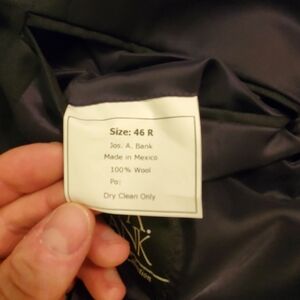 Size: 46 R
Jos. A. Bank
Made in Mexico
100% Wool
Po:
Dry Clean Only